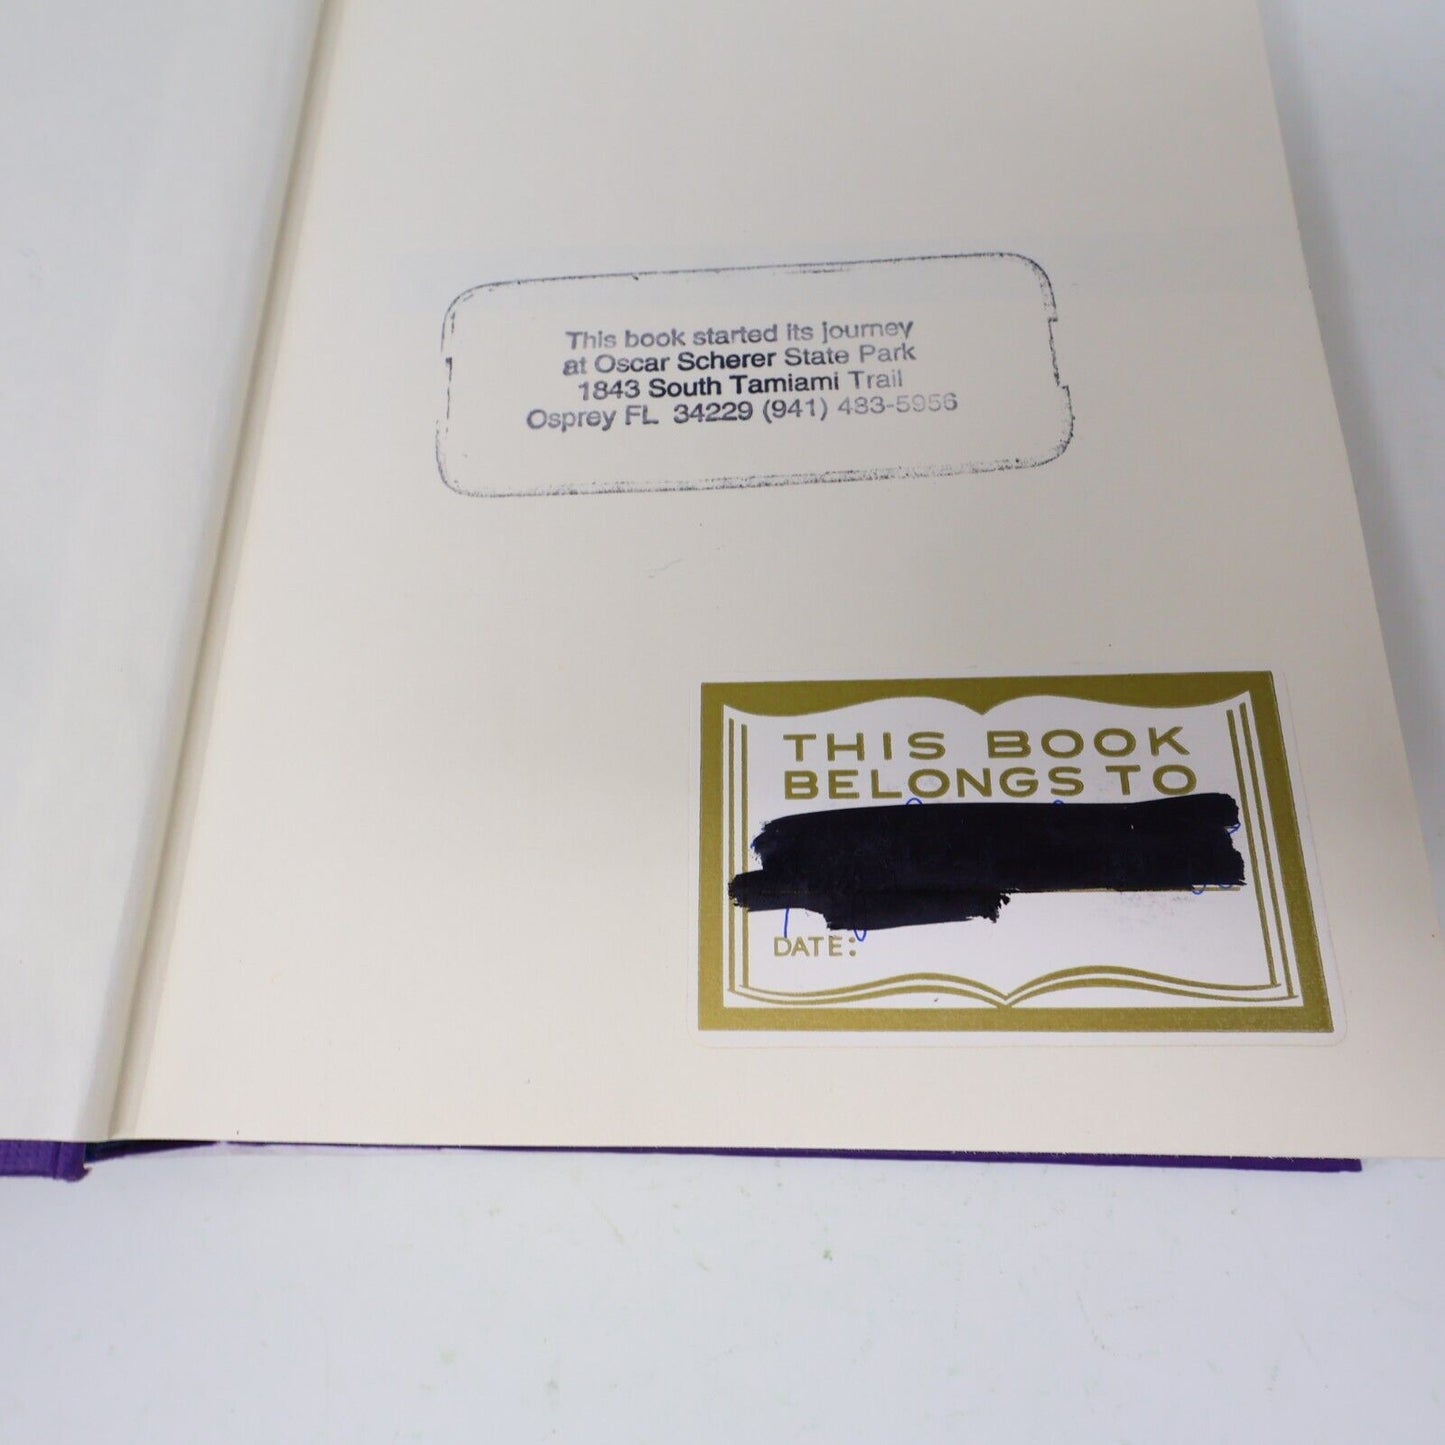 This book started its journey
at Oscar Scherer State Park
1843 South Tamiami Trail
Osprey FL 34229 (941) 483-5956
THIS BOOK
BELONGS TO
DATE: